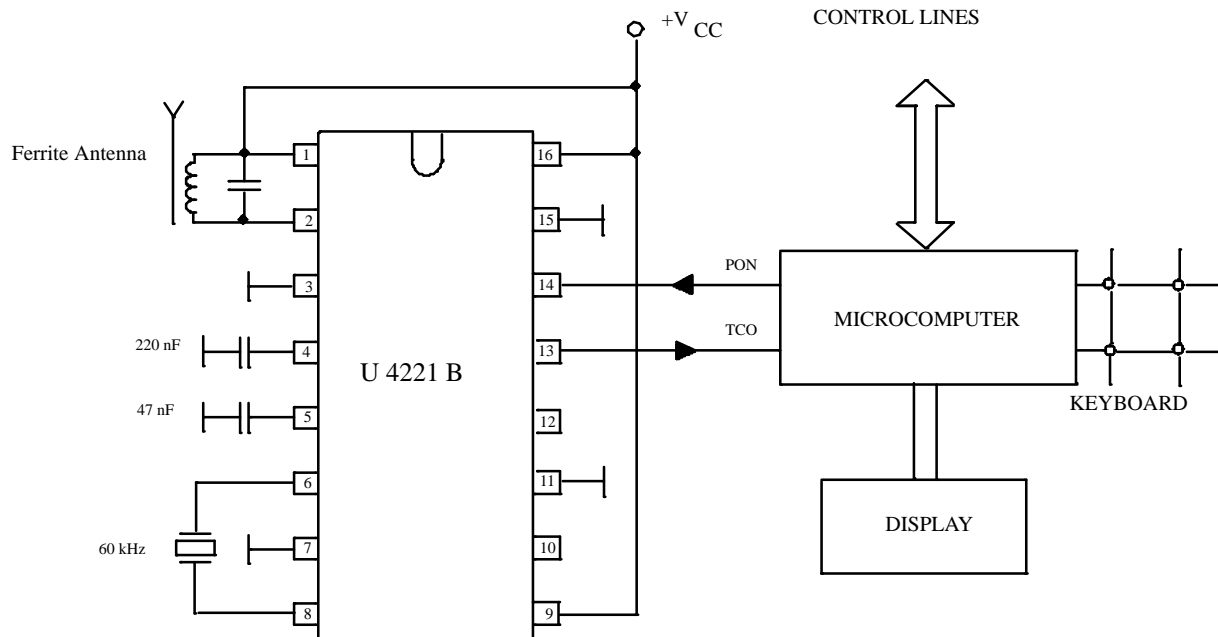 +V CC
CONTROL LINES
Ferrite Antenna
1
16
2
15
3
14
PON
MICROCOMPUTER
220 nF
4
13
TCO
U 4221 B
47 nF
5
12
KEYBOARD
6
11
60 kHz
7
10
DISPLAY
8
9